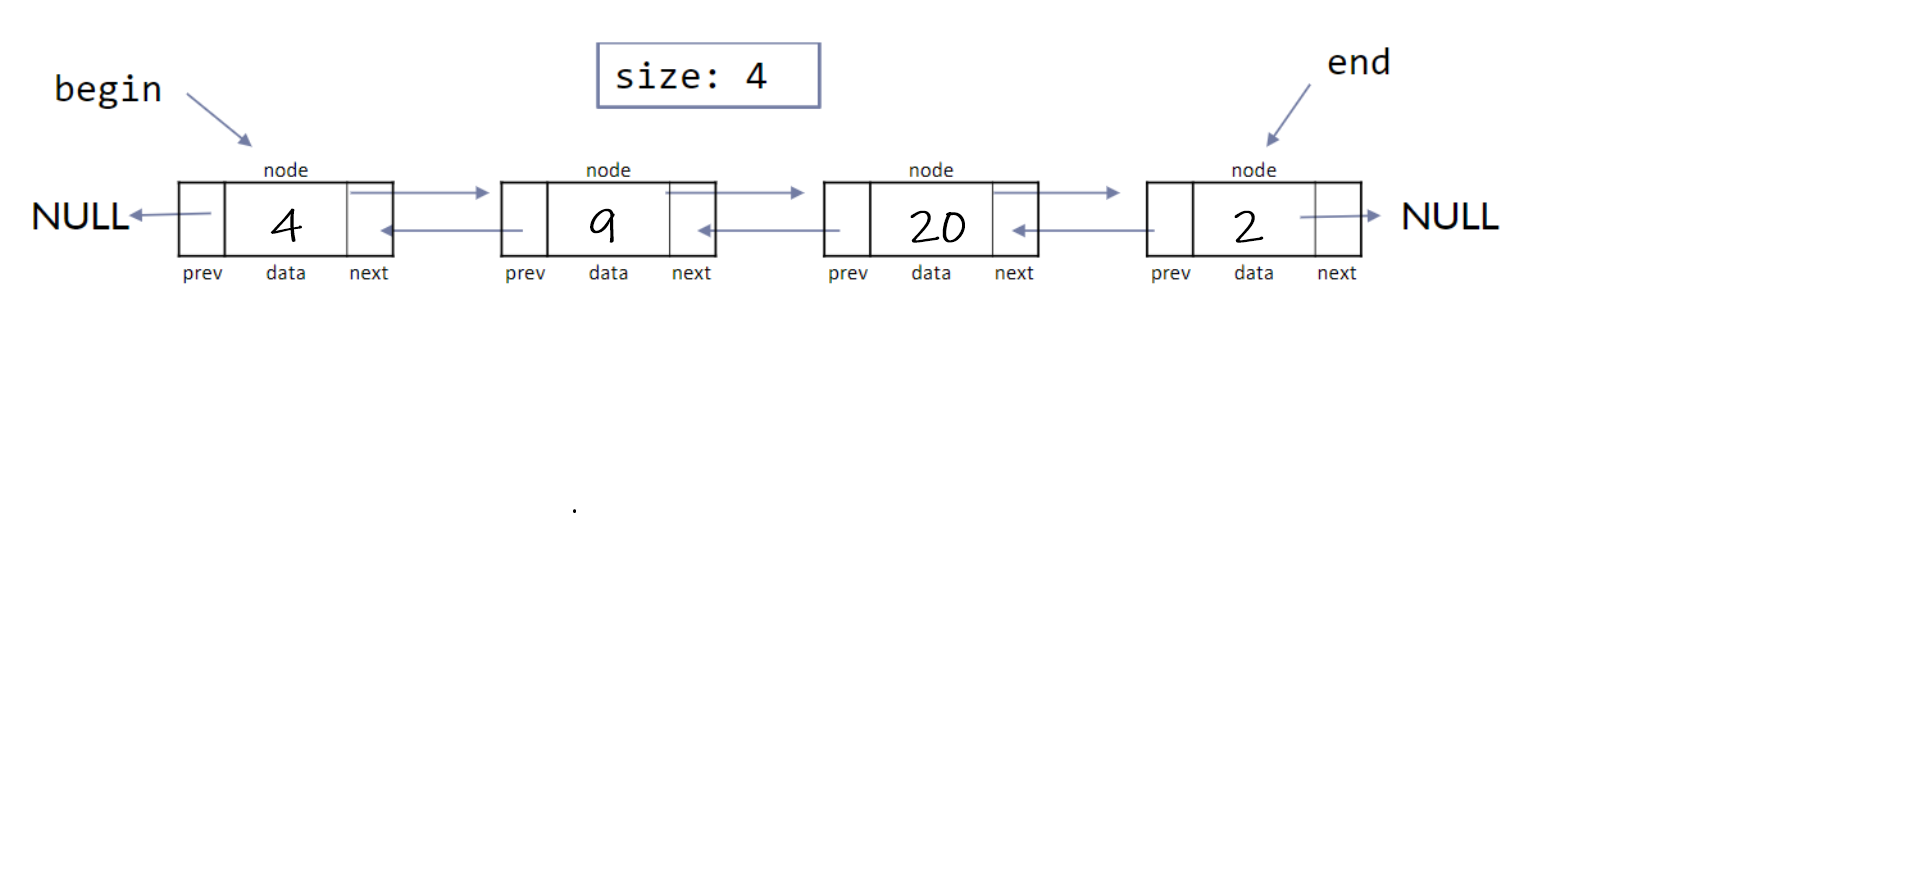 begin
size: 4
end
node node node node
NULL 4 9 20 2 NULL
prev data next prev data next prev data next prev data next